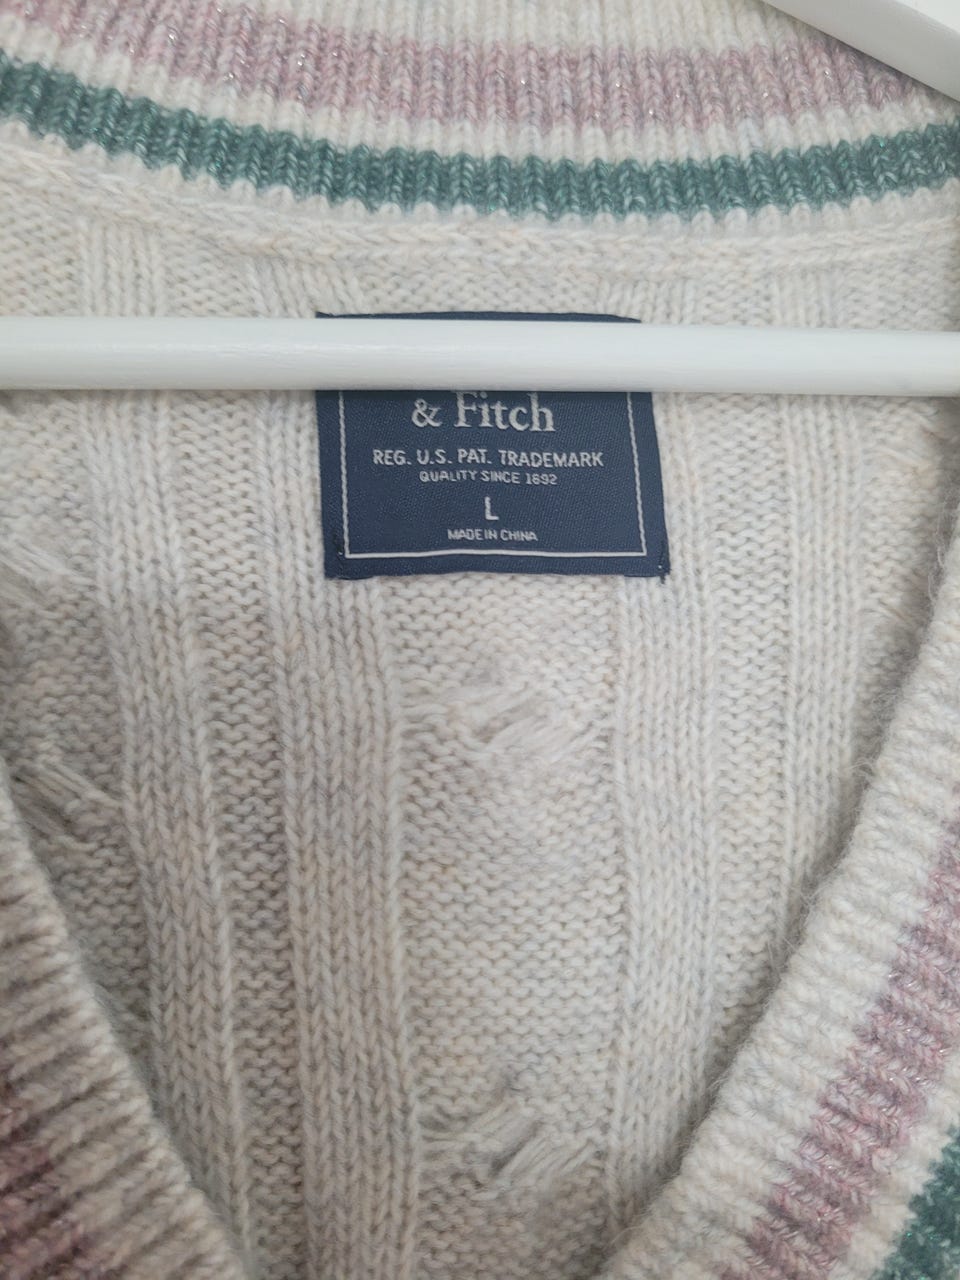 & Fitch
REG. U.S. PAT. TRADEMARK
QUALITY SINCE 1892
L
MADE IN CHINA